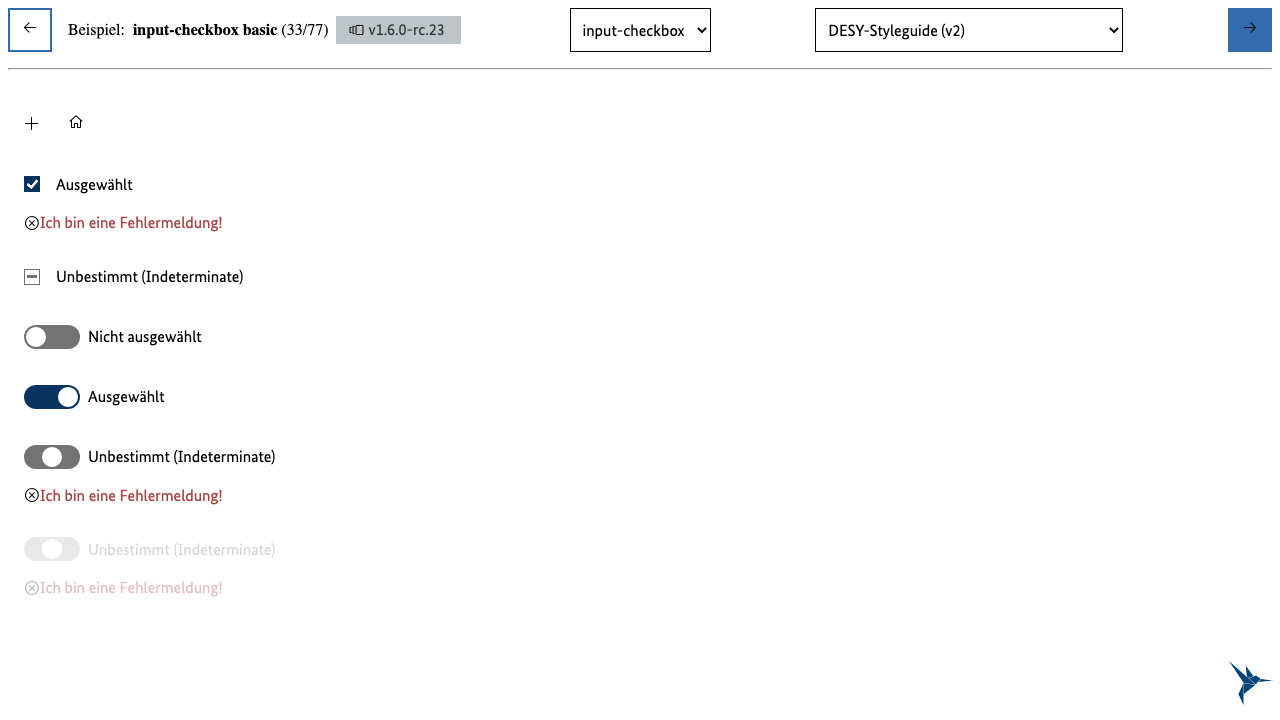 Beispiel: input-checkbox basic (33/77) v1.6.0-rc.23 input-checkbox DESY-Styleguide (v2)
Ausgewählt
Ich bin eine Fehlermeldung!
Unbestimmt (Indeterminate)
Nicht ausgewählt
Ausgewählt
Unbestimmt (Indeterminate)
Ich bin eine Fehlermeldung!
Unbestimmt (Indeterminate)
Ich bin eine Fehlermeldung!